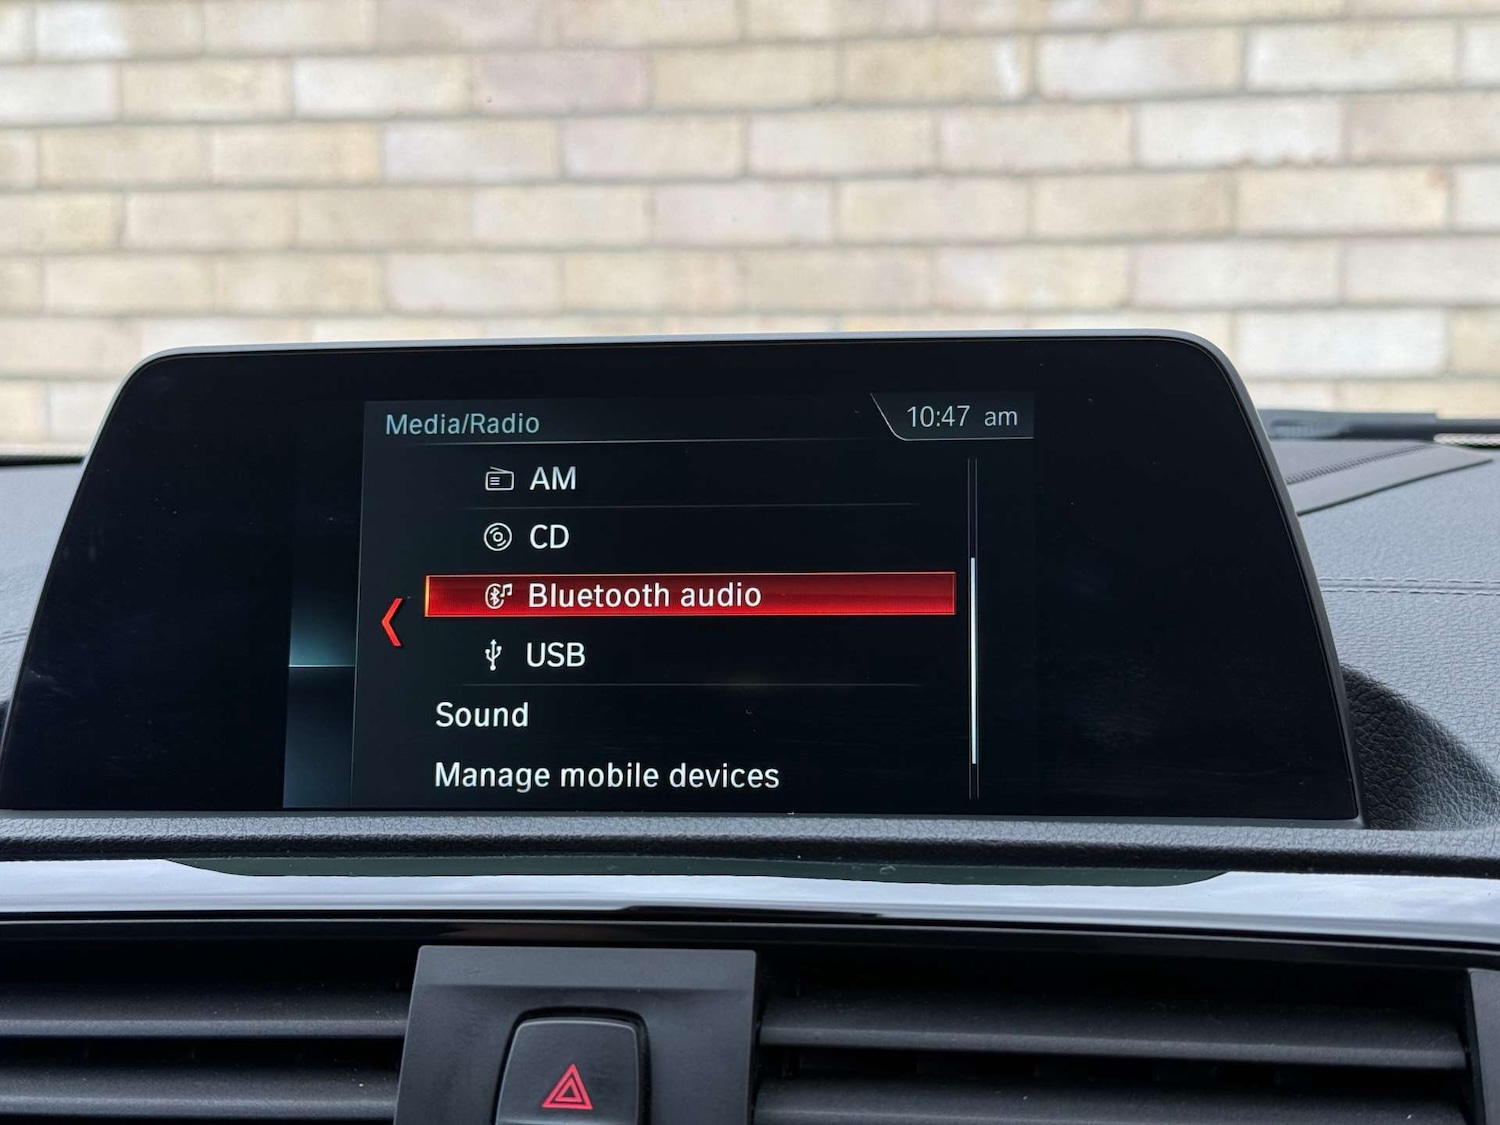 Media/Radio
10:47 am
AM
CD
Bluetooth audio
USB
Sound
Manage mobile devices